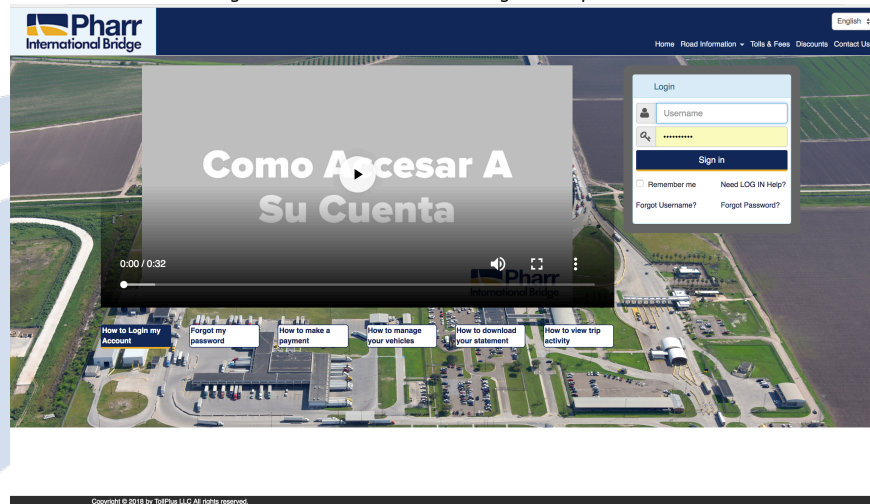 Pharr
International Bridge
English
Home Road Information Tolls & Fees Discounts Contact Us
Como Accesar A
Su Cuenta
0:00 / 0:32
Pharr
International Bridge
Login
Username
Sign in
Remember me Need LOG IN Help?
Forgot Username? Forgot Password?
How to Login my
Account
Forgot my
password
How to make a
payment
How to manage
your vehicles
How to download
your statement
How to view trip
activity
Copyright © 2018 by TollPlus LLC All rights reserved.